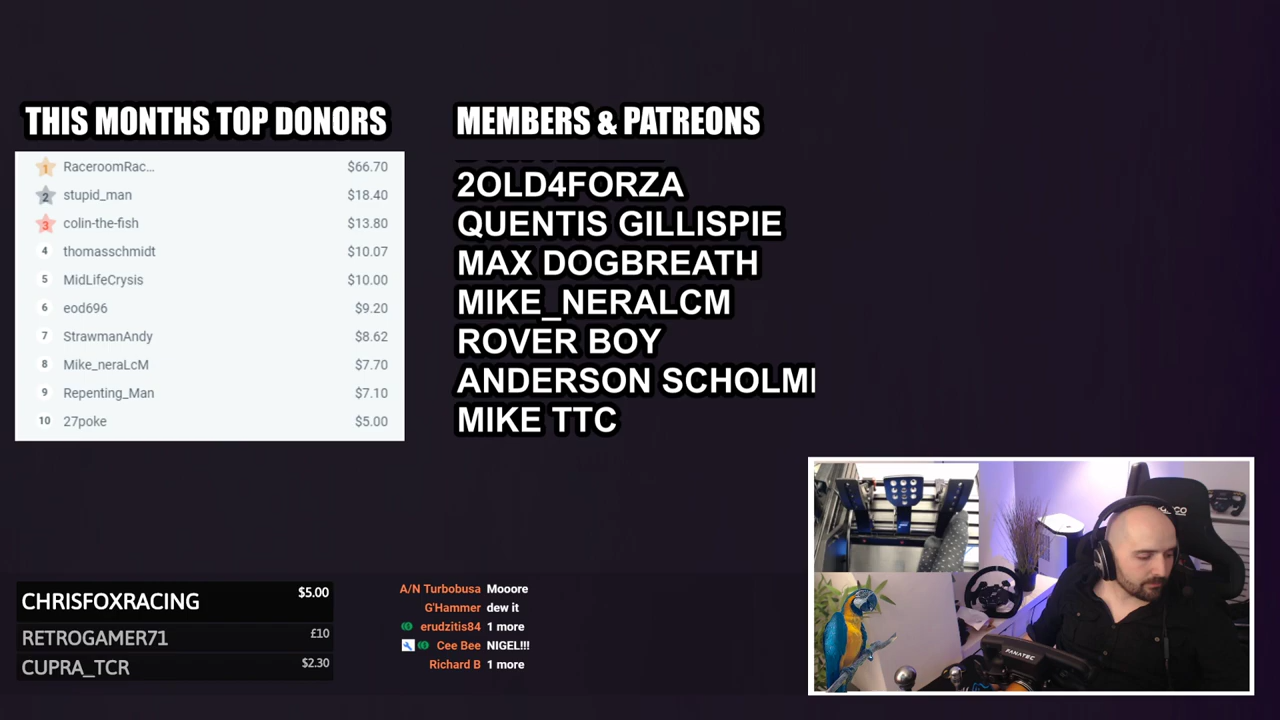 THIS MONTHS TOP DONORS
1 RaceroomRac... $66.70
2 stupid_man $18.40
3 colin-the-fish $13.80
4 thomasschmidt $10.07
5 MidLifeCrysis $10.00
6 eod696 $9.20
7 StrawmanAndy $8.62
8 Mike_neraLcM $7.70
9 Repenting_Man $7.10
10 27poke $5.00
MEMBERS & PATREONS
2OLD4FORZA
QUENTIS GILLISPIE
MAX DOGBREATH
MIKE_NERALCM
ROVER BOY
ANDERSON SCHOLM
MIKE TTC
CHRISFOXRACING $5.00
RETROGAMER71 £10
CUPRA_TCR $2.30
A/N Turbobusa Mooore
G'Hammer dew it
erudzitis84 1 more
Cee Bee NIGEL!!!
Richard B 1 more
FANATEC